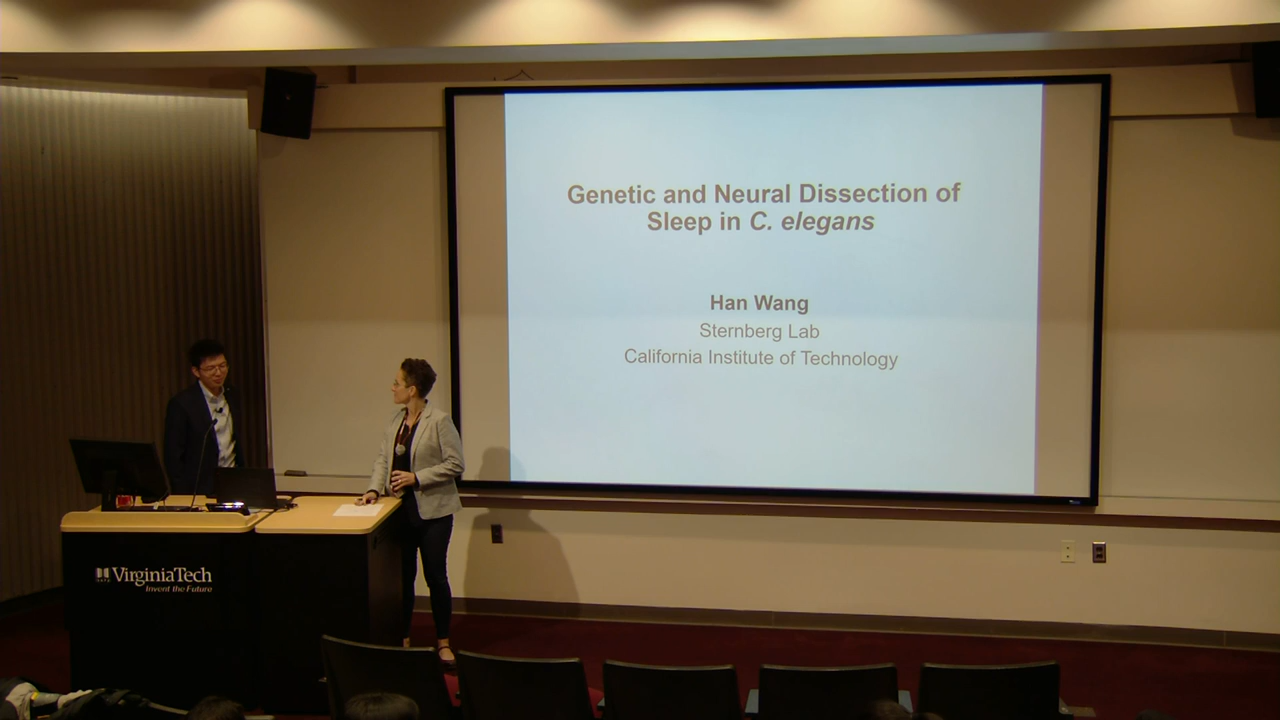 Genetic and Neural Dissection of
Sleep in C. elegans
Han Wang
Sternberg Lab
California Institute of Technology
VirginiaTech
Invent the Future